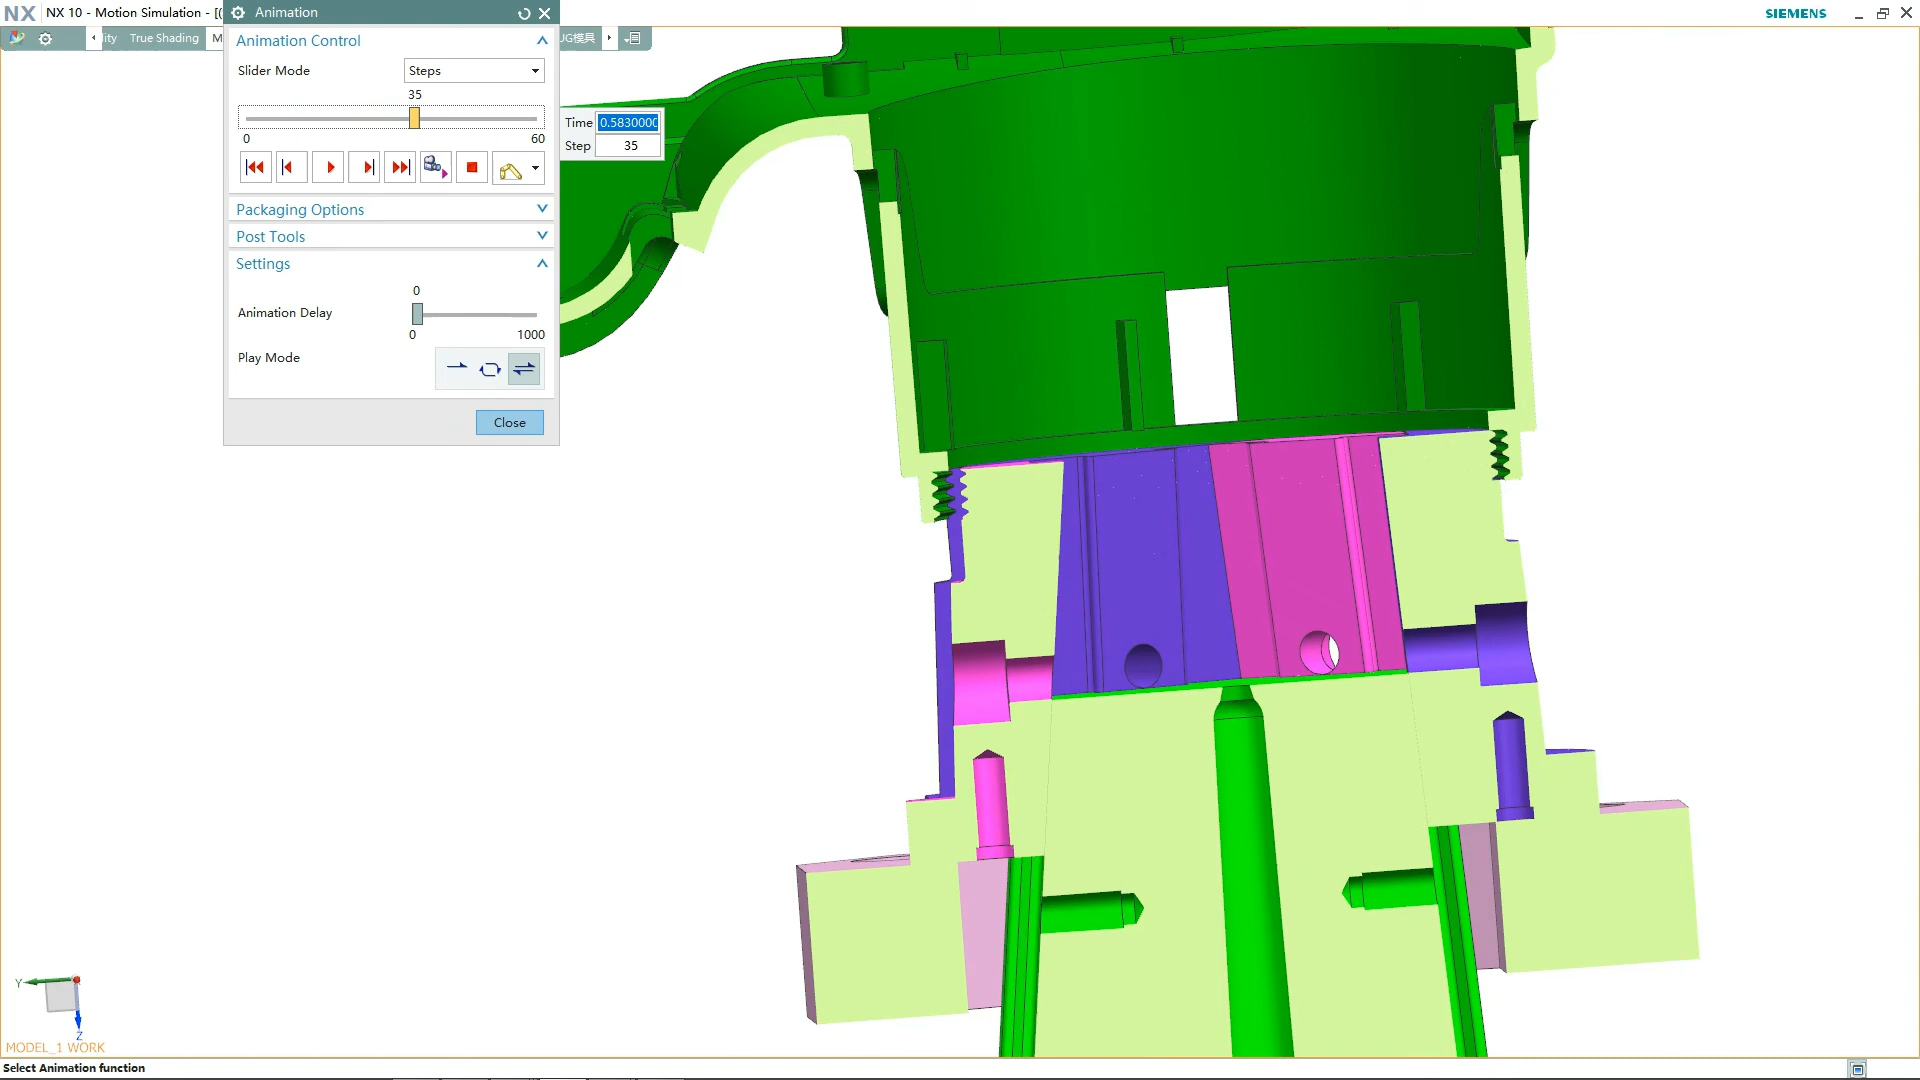 NX NX 10 - Motion Simulation - [(
Animation
SIEMENS
ility True Shading M
UG模具
Animation Control
Slider Mode Steps
35
0 60
Time 0.5830000
Step 35
Packaging Options
Post Tools
Settings
0
Animation Delay
0 1000
Play Mode
Close
Y
Z
MODEL_1 WORK
Select Animation function